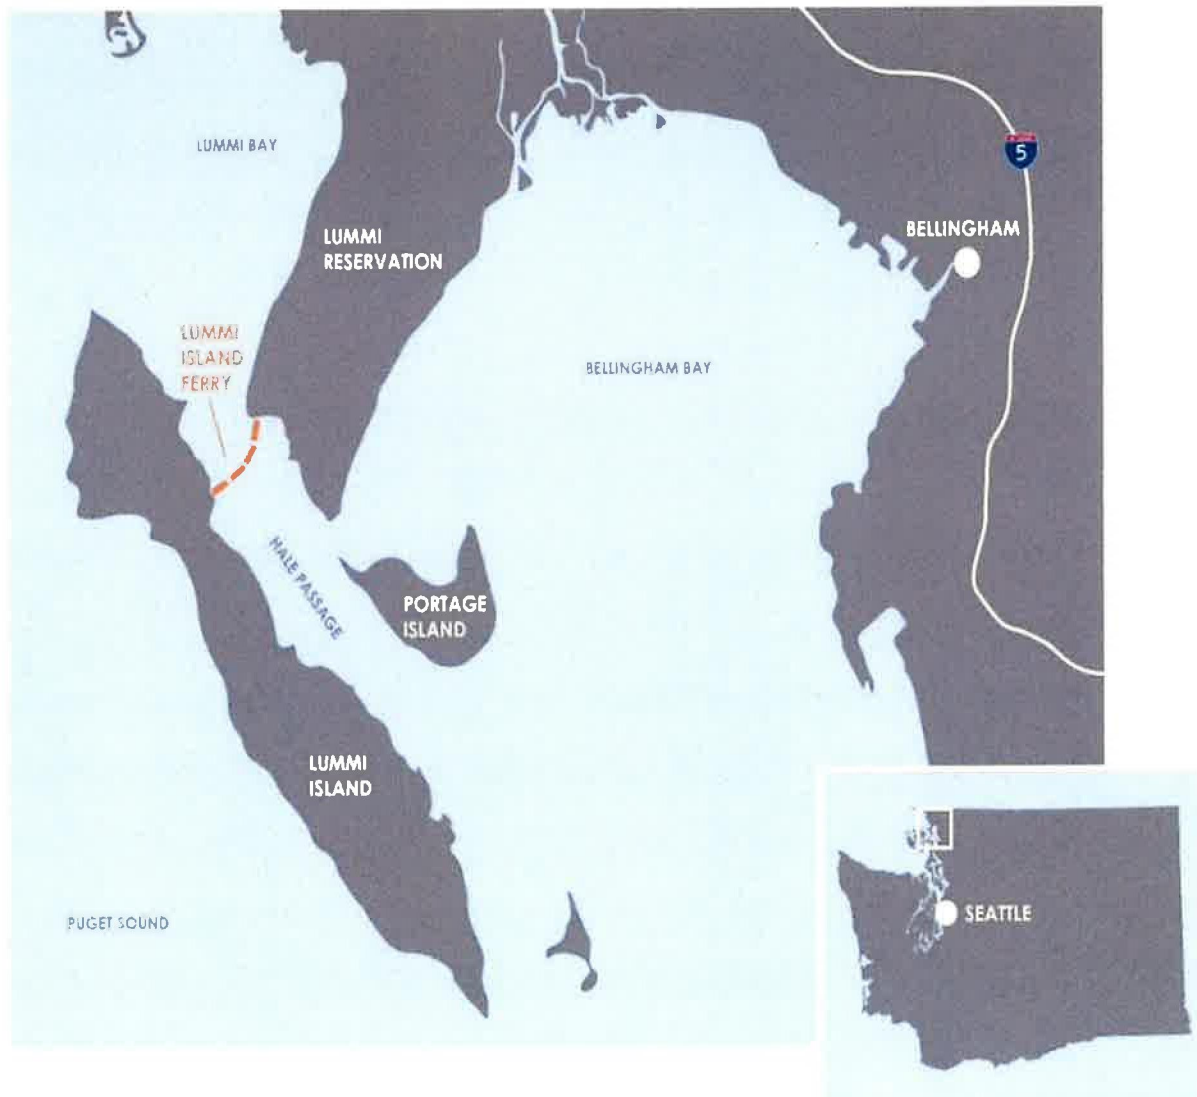 LUMMI BAY
5
BELLINGHAM
LUMMI
RESERVATION
LUMMI
ISLAND
FERRY
BELLINGHAM BAY
HALE PASSAGE
PORTAGE
ISLAND
LUMMI
ISLAND
PUGET SOUND
SEATTLE